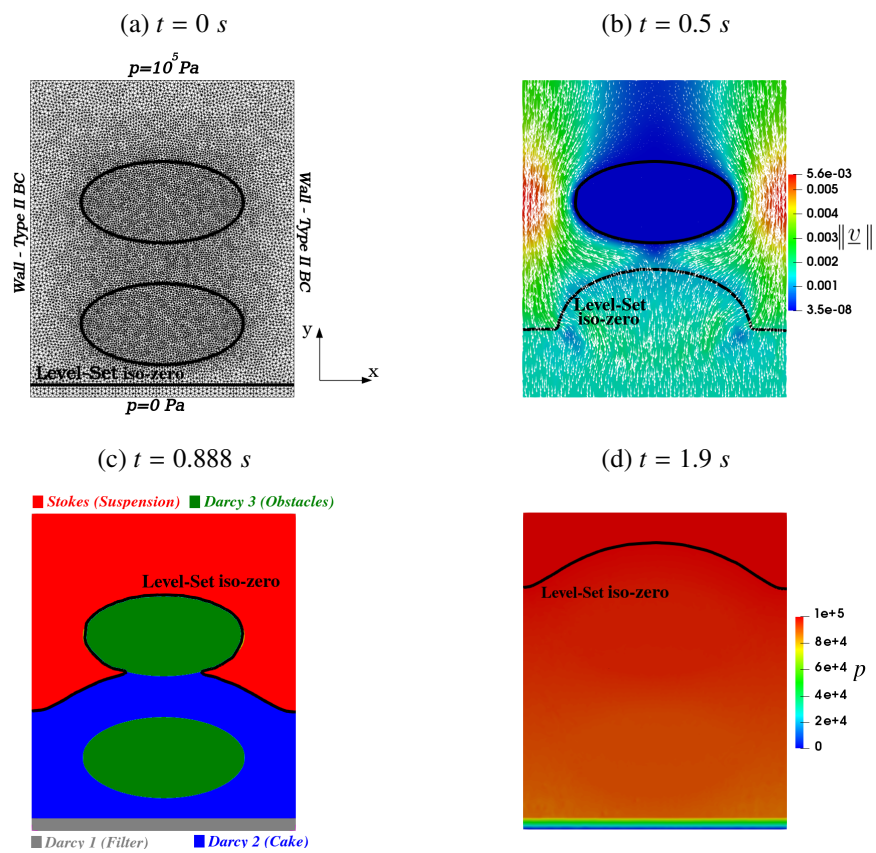 (a) t = 0 s
(b) t = 0.5 s
p=10^5 Pa
Wall - Type II BC
Wall - Type II BC
Level-Set iso-zero
p=0 Pa
y
x
Level-Set
iso-zero
5.6e-03
0.005
0.004
0.003
0.002
0.001
3.5e-08
‖v‖
(c) t = 0.888 s
(d) t = 1.9 s
Stokes (Suspension)
Darcy 3 (Obstacles)
Level-Set iso-zero
Darcy 1 (Filter)
Darcy 2 (Cake)
Level-Set iso-zero
1e+5
8e+4
6e+4
4e+4
2e+4
0
p